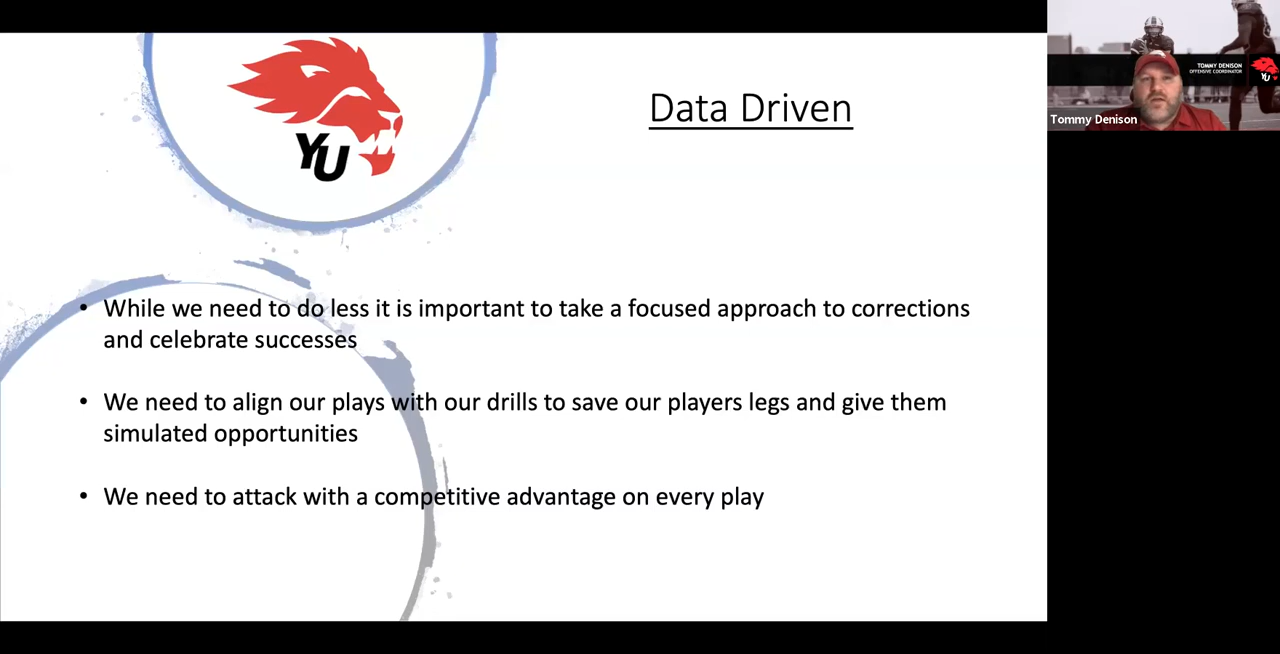 YU
Data Driven
• While we need to do less it is important to take a focused approach to corrections
and celebrate successes
• We need to align our plays with our drills to save our players legs and give them
simulated opportunities
• We need to attack with a competitive advantage on every play
TOMMY DENISON
OFFENSIVE COORDINATOR
YU
Tommy Denison